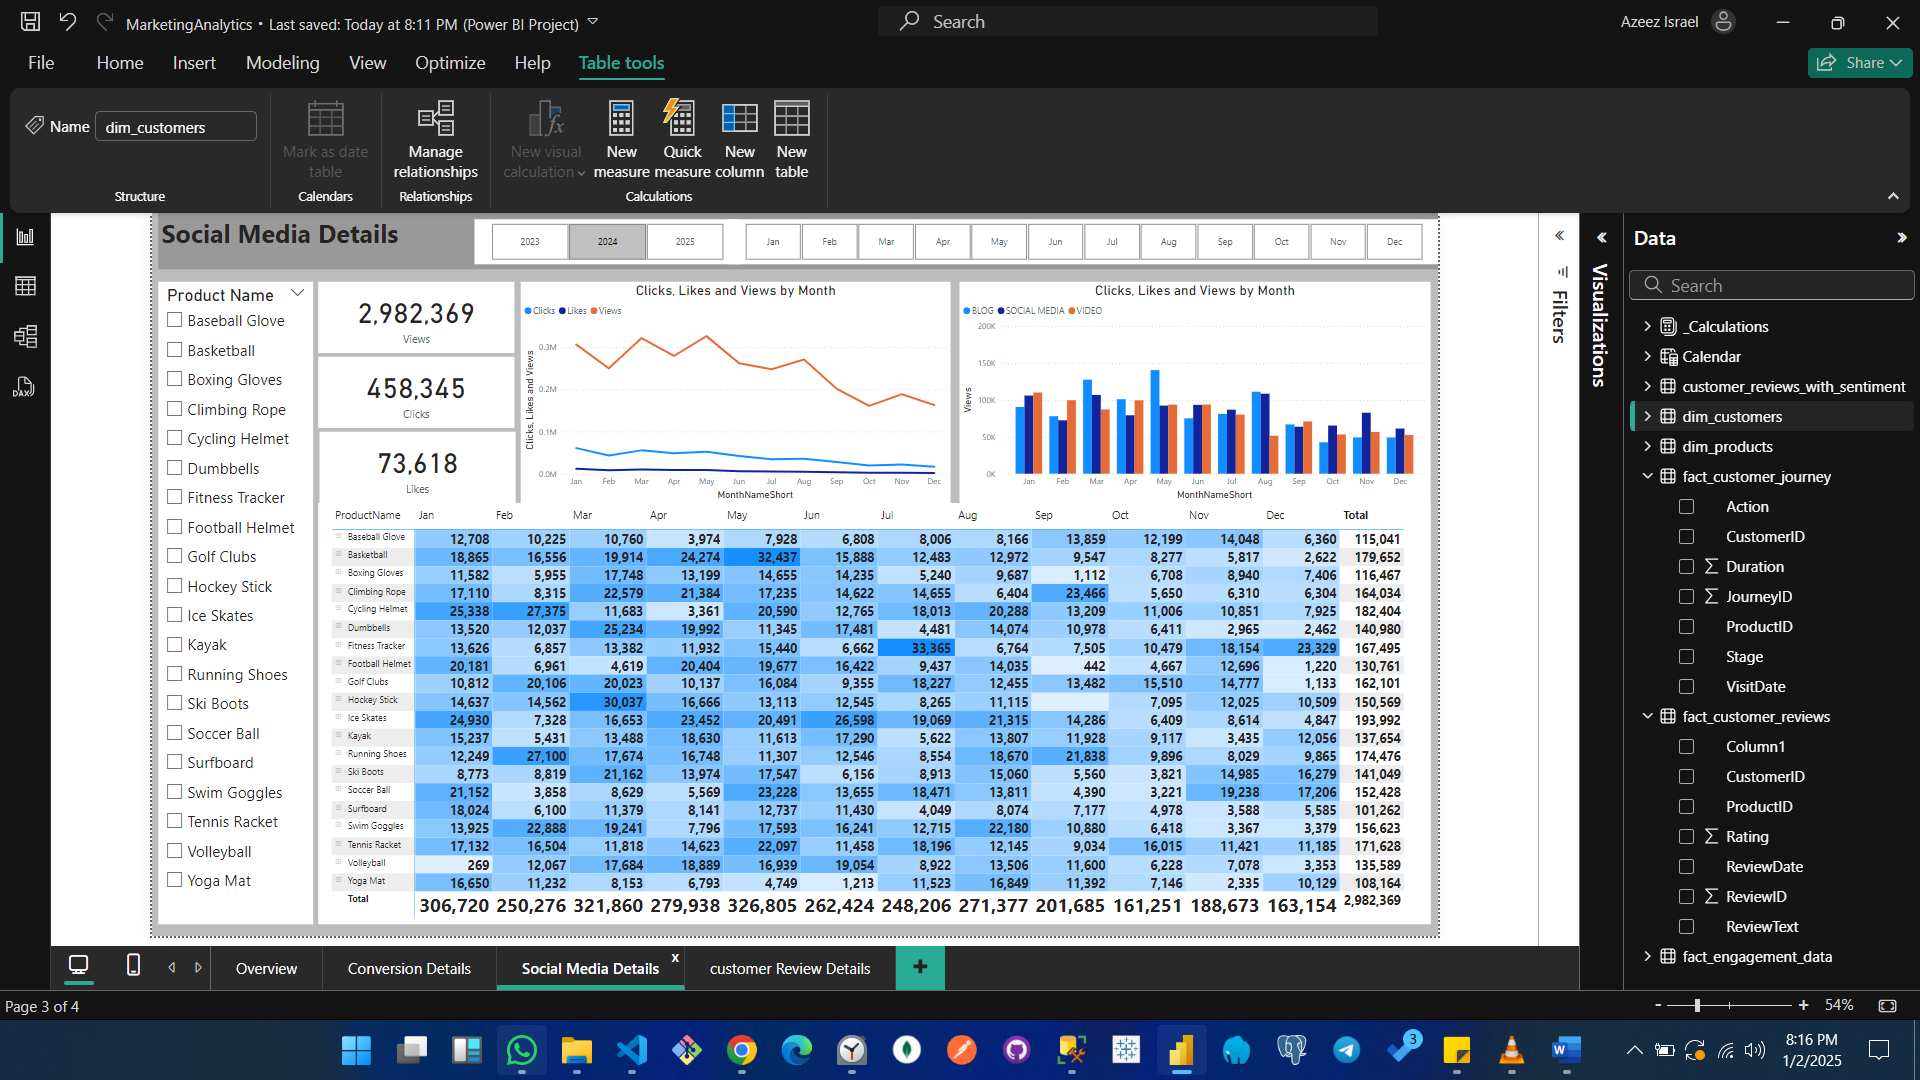 MarketingAnalytics • Last saved: Today at 8:11 PM (Power BI Project)
Search
Azeez Israel
File Home Insert Modeling View Optimize Help Table tools
Share
Name dim_customers
Mark as date table
Manage relationships
New visual calculation
New measure
Quick measure
New column
New table
Structure Calendars Relationships Calculations
Social Media Details
2023 2024 2025
Jan Feb Mar Apr May Jun Jul Aug Sep Oct Nov Dec
Product Name
Baseball Glove
Basketball
Boxing Gloves
Climbing Rope
Cycling Helmet
Dumbbells
Fitness Tracker
Football Helmet
Golf Clubs
Hockey Stick
Ice Skates
Kayak
Running Shoes
Ski Boots
Soccer Ball
Surfboard
Swim Goggles
Tennis Racket
Volleyball
Yoga Mat
2,982,369
Views
458,345
Clicks
73,618
Likes
Clicks, Likes and Views by Month
Clicks Likes Views
Clicks, Likes and Views
0.3M
0.2M
0.1M
0.0M
Jan Feb Mar Apr May Jun Jul Aug Sep Oct Nov Dec
MonthNameShort
Clicks, Likes and Views by Month
BLOG SOCIAL MEDIA VIDEO
Views
200K
150K
100K
50K
0K
Jan Feb Mar Apr May Jun Jul Aug Sep Oct Nov Dec
MonthNameShort
ProductName Jan Feb Mar Apr May Jun Jul Aug Sep Oct Nov Dec Total
Baseball Glove 12,708 10,225 10,760 3,974 7,928 6,808 8,006 8,166 13,859 12,199 14,048 6,360 115,041
Basketball 18,865 16,556 19,914 24,274 32,437 15,888 12,483 12,972 9,547 8,277 5,817 2,622 179,652
Boxing Gloves 11,582 5,955 17,748 13,199 14,655 14,235 5,240 9,687 1,112 6,708 8,940 7,406 116,467
Climbing Rope 17,110 8,315 22,579 21,384 17,235 14,622 14,655 6,404 23,466 5,650 6,310 6,304 164,034
Cycling Helmet 25,338 27,375 11,683 3,361 20,590 12,765 18,013 20,288 13,209 11,006 10,851 7,925 182,404
Dumbbells 13,520 12,037 25,234 19,992 11,345 17,481 4,481 14,074 10,978 6,411 2,965 2,462 140,980
Fitness Tracker 13,626 6,857 13,382 11,932 15,440 6,662 33,365 6,764 7,505 10,479 18,154 23,329 167,495
Football Helmet 20,181 6,961 4,619 20,404 19,677 16,422 9,437 14,035 442 4,667 12,696 1,220 130,761
Golf Clubs 10,812 20,106 20,023 10,137 16,084 9,355 18,227 12,455 13,482 15,510 14,777 1,133 162,101
Hockey Stick 14,637 14,562 30,037 16,666 13,113 12,545 8,265 11,115 7,095 12,025 10,509 150,569
Ice Skates 24,930 7,328 16,653 23,452 20,491 26,598 19,069 21,315 14,286 6,409 8,614 4,847 193,992
Kayak 15,237 5,431 13,488 18,630 11,613 17,290 5,622 13,807 11,928 9,117 3,435 12,056 137,654
Running Shoes 12,249 27,100 17,674 16,748 11,307 12,546 8,554 18,670 21,838 9,896 8,029 9,865 174,476
Ski Boots 8,773 8,819 21,162 13,974 17,547 6,156 8,913 15,060 5,560 3,821 14,985 16,279 141,049
Soccer Ball 21,152 3,858 8,629 5,569 23,228 13,655 18,471 13,811 4,390 3,221 19,238 17,206 152,428
Surfboard 18,024 6,100 11,379 8,141 12,737 11,430 4,049 8,074 7,177 4,978 3,588 5,585 101,262
Swim Goggles 13,925 22,888 19,241 7,796 17,593 16,241 12,715 22,180 10,880 6,418 3,367 3,379 156,623
Tennis Racket 17,132 16,504 11,818 14,623 22,097 11,458 18,196 12,145 9,034 16,015 11,421 11,185 171,628
Volleyball 269 12,067 17,684 18,889 16,939 19,054 8,922 13,506 11,600 6,228 7,078 3,353 135,589
Yoga Mat 16,650 11,232 8,153 6,793 4,749 1,213 11,523 16,849 11,392 7,146 2,335 10,129 108,164
Total 306,720 250,276 321,860 279,938 326,805 262,424 248,206 271,377 201,685 161,251 188,673 163,154 2,982,369
Filters
Visualizations
Data
Search
_Calculations
Calendar
customer_reviews_with_sentiment
dim_customers
dim_products
fact_customer_journey
Action
CustomerID
Duration
JourneyID
ProductID
Stage
VisitDate
fact_customer_reviews
Column1
CustomerID
ProductID
Rating
ReviewDate
ReviewID
ReviewText
fact_engagement_data
DAX
Overview Conversion Details Social Media Details x customer Review Details +
Page 3 of 4
- + 54%
3
8:16 PM
1/2/2025